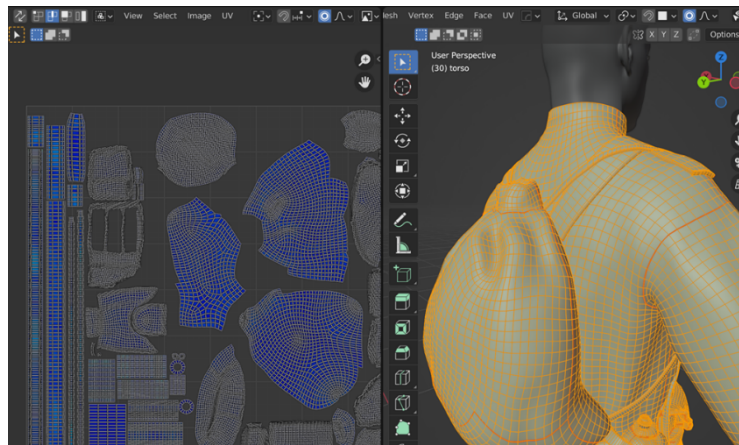 View Select Image UV
esh Vertex Edge Face UV
Global
X Y Z
Options
User Perspective
(30) torso
Z
Y